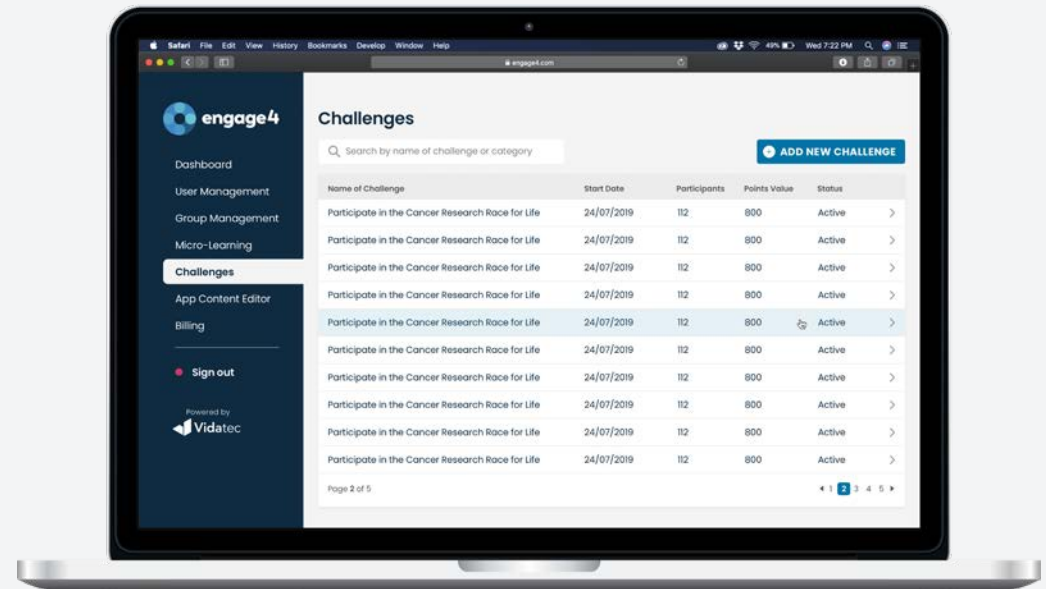 Safari File Edit View History Bookmarks Develop Window Help 49% Wed 7:22 PM
engage4.com
engage4
Dashboard
User Management
Group Management
Micro-Learning
Challenges
App Content Editor
Billing
Sign out
Powered by
Vidatec
Challenges
Search by name of challenge or category
ADD NEW CHALLENGE
Name of Challenge Start Date Participants Points Value Status
Participate in the Cancer Research Race for Life 24/07/2019 112 800 Active
Participate in the Cancer Research Race for Life 24/07/2019 112 800 Active
Participate in the Cancer Research Race for Life 24/07/2019 112 800 Active
Participate in the Cancer Research Race for Life 24/07/2019 112 800 Active
Participate in the Cancer Research Race for Life 24/07/2019 112 800 Active
Participate in the Cancer Research Race for Life 24/07/2019 112 800 Active
Participate in the Cancer Research Race for Life 24/07/2019 112 800 Active
Participate in the Cancer Research Race for Life 24/07/2019 112 800 Active
Participate in the Cancer Research Race for Life 24/07/2019 112 800 Active
Participate in the Cancer Research Race for Life 24/07/2019 112 800 Active
Page 2 of 5 1 2 3 4 5